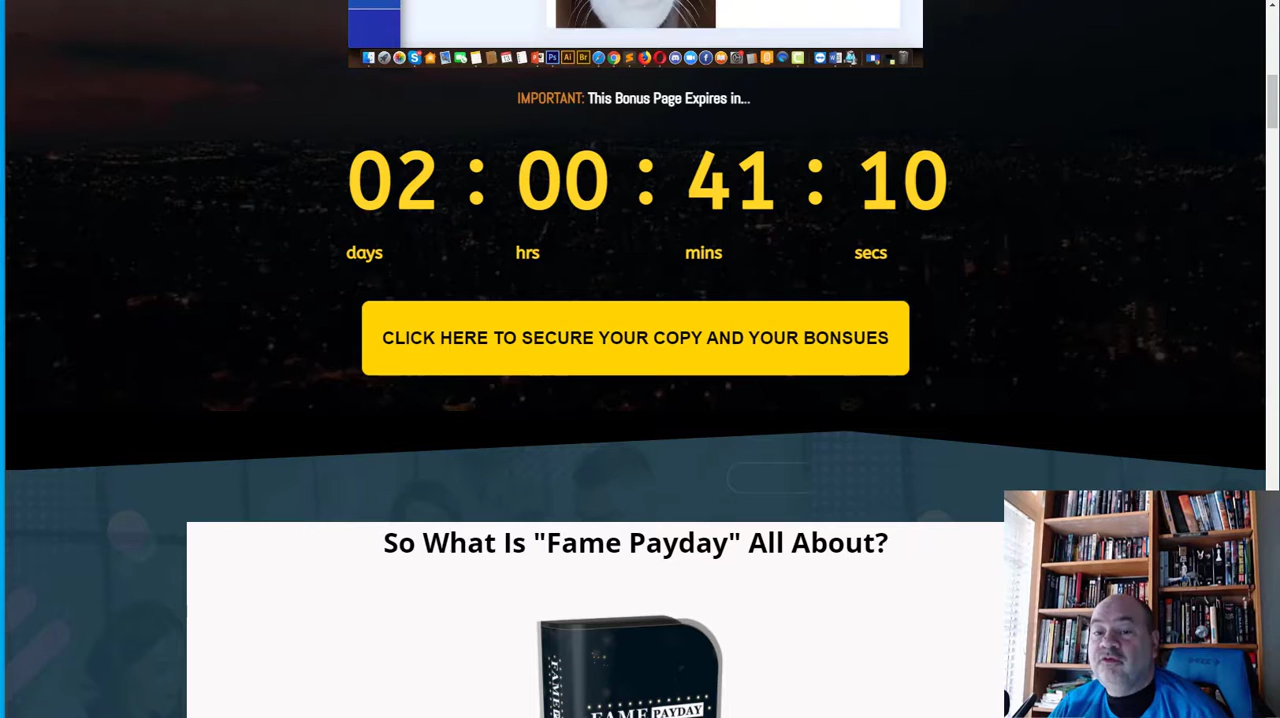 IMPORTANT: This Bonus Page Expires in...
02 : 00 : 41 : 10
days hrs mins secs
CLICK HERE TO SECURE YOUR COPY AND YOUR BONSUES
So What Is "Fame Payday" All About?
FAME PAYDAY
FAME